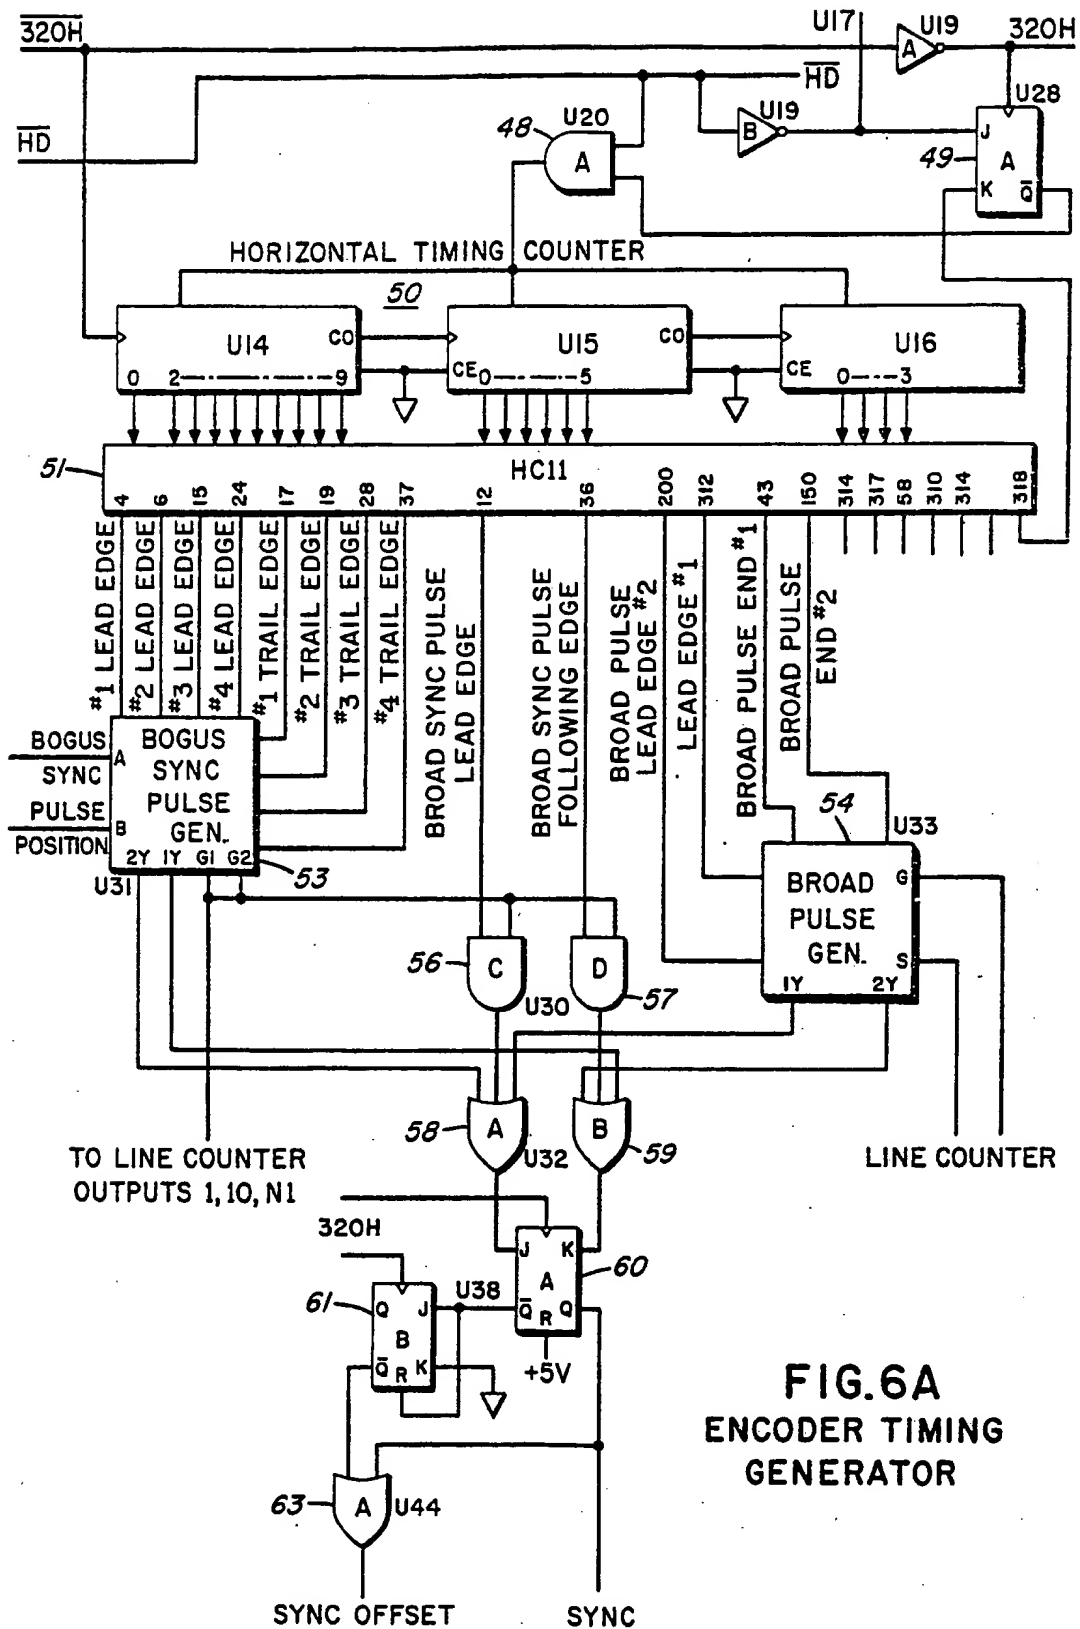 320H
U17
U19
A
320H
HD
U20
48
A
B
U19
U28
J
49
A
K
Q
HD
HORIZONTAL TIMING COUNTER
50
U14
CO
U15
CO
U16
CE
CE
0 2 9
0 5
0 3
51
HC11
4 6 15 24 17 19 28 37 12 36 200 312 43 150 314 317 58 310 314 318
#1 LEAD EDGE
#2 LEAD EDGE
#3 LEAD EDGE
#4 LEAD EDGE
#1 TRAIL EDGE
#2 TRAIL EDGE
#3 TRAIL EDGE
#4 TRAIL EDGE
BROAD SYNC PULSE
LEAD EDGE
BROAD SYNC PULSE
FOLLOWING EDGE
BROAD PULSE
LEAD EDGE #2
LEAD EDGE #1
BROAD PULSE END #1
BROAD PULSE
END #2
BOGUS
SYNC
PULSE
POSITION
A
B
BOGUS
SYNC
PULSE
GEN.
2Y 1Y G1 G2
U31
53
54
U33
BROAD
PULSE
GEN.
G
S
1Y 2Y
56
C
D
U30
57
58
A
U32
B
59
TO LINE COUNTER
OUTPUTS 1, 10, N1
LINE COUNTER
320H
J K
A
60
Q R Q
+5V
61
Q J
U38
B
Q R K
63
A
U44
SYNC OFFSET
SYNC
FIG.6A
ENCODER TIMING
GENERATOR